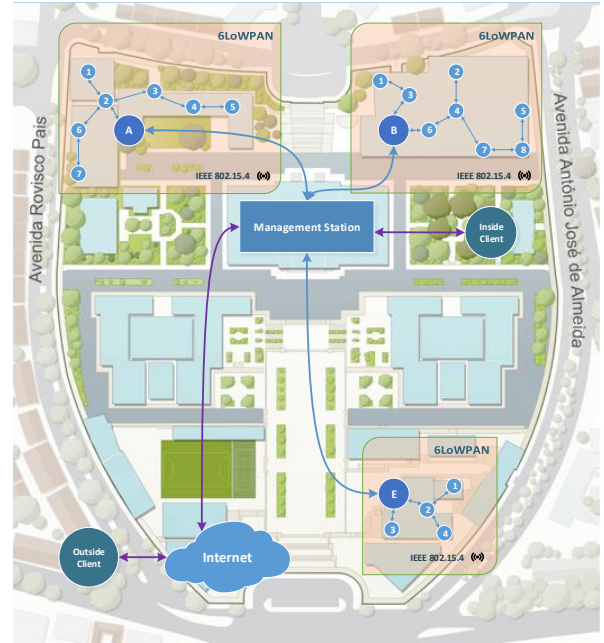 6LoWPAN
1
2
3
4
5
6
7
A
IEEE 802.15.4
6LoWPAN
1
2
3
4
5
B
6
7
8
IEEE 802.15.4
Avenida Rovisco Pais
Avenida António José de Almeida
Management Station
Inside
Client
6LoWPAN
E
1
2
3
4
IEEE 802.15.4
Outside
Client
Internet